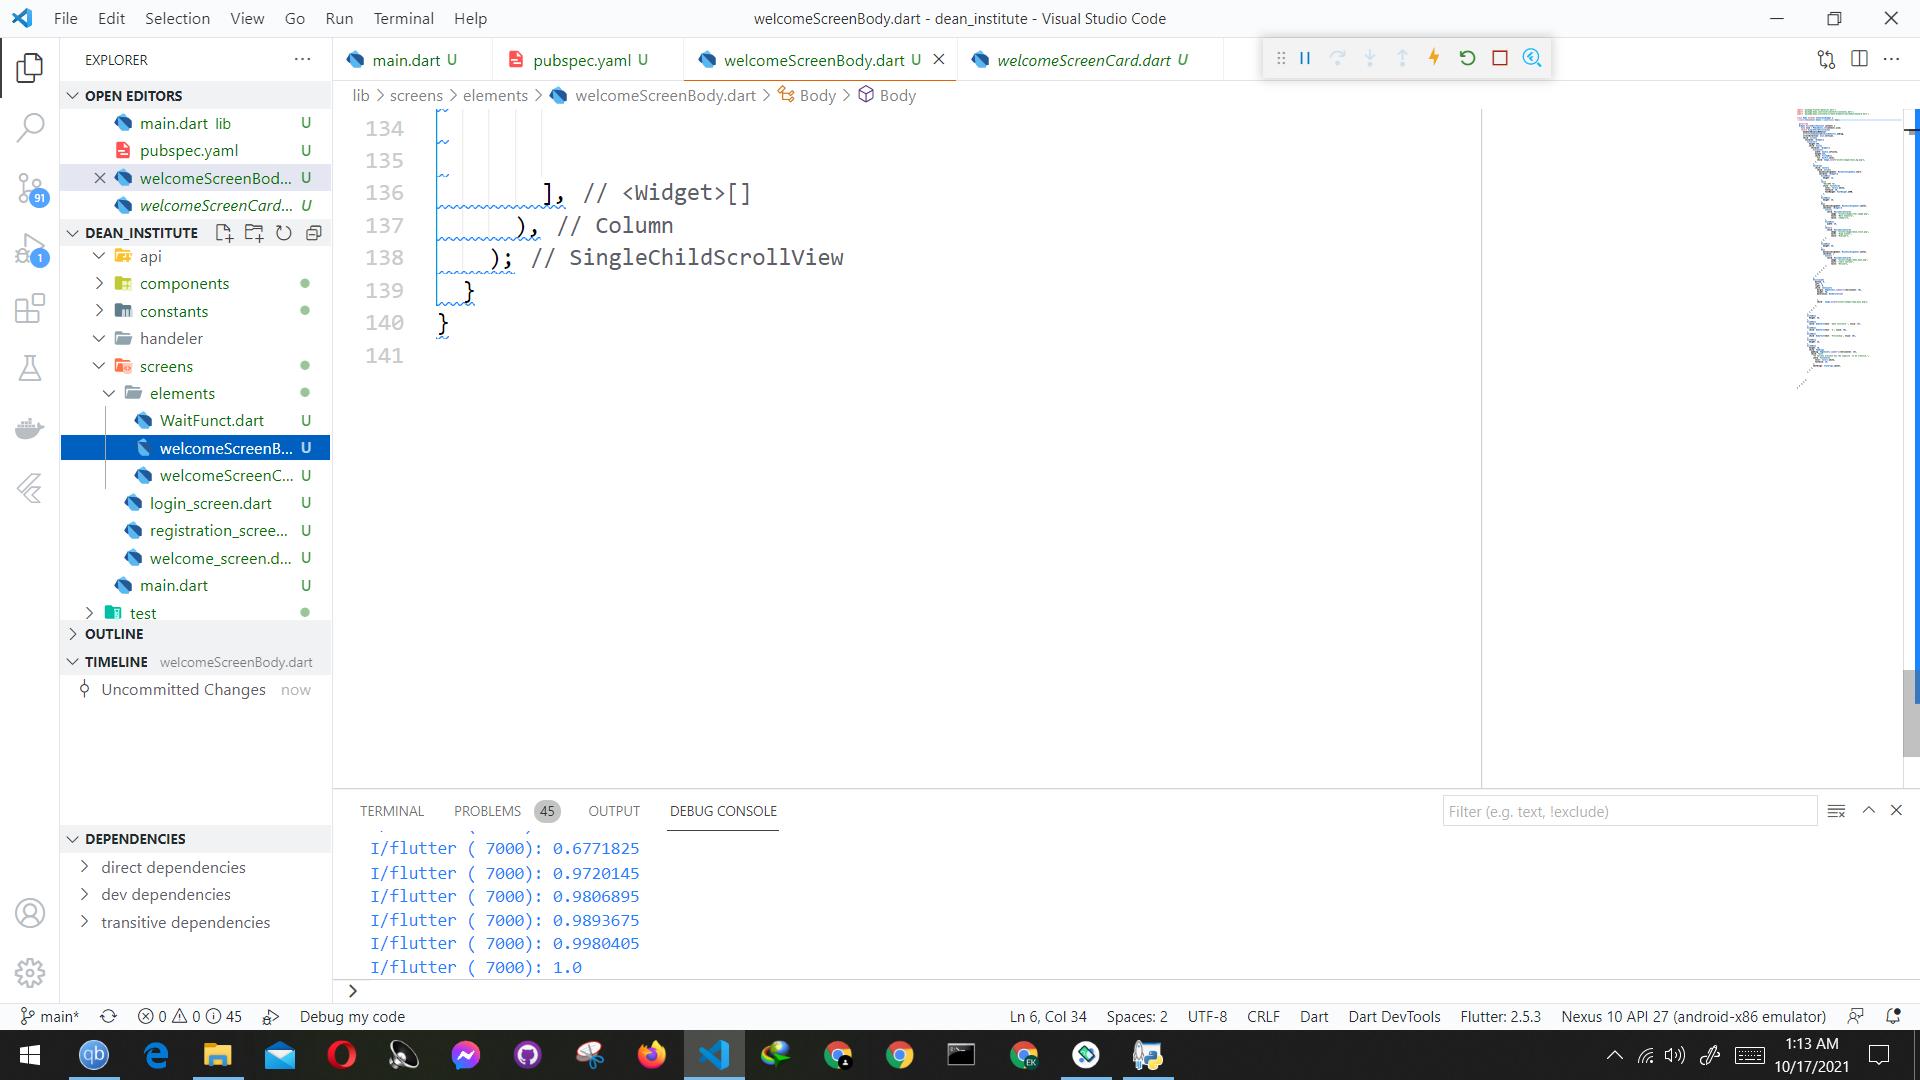 File Edit Selection View Go Run Terminal Help
welcomeScreenBody.dart - dean_institute - Visual Studio Code
EXPLORER
OPEN EDITORS
main.dart lib U
pubspec.yaml U
welcomeScreenBod... U
welcomeScreenCard... U
DEAN_INSTITUTE
api
components
constants
handeler
screens
elements
WaitFunct.dart U
welcomeScreenB... U
welcomeScreenC... U
login_screen.dart U
registration_scree... U
welcome_screen.d... U
main.dart U
test
OUTLINE
TIMELINE welcomeScreenBody.dart
Uncommitted Changes now
DEPENDENCIES
direct dependencies
dev dependencies
transitive dependencies
91
1
main.dart U
pubspec.yaml U
welcomeScreenBody.dart U
welcomeScreenCard.dart U
lib > screens > elements > welcomeScreenBody.dart > Body > Body
134
135
136 ], // <Widget>[]
137 ), // Column
138 ); // SingleChildScrollView
139 }
140 }
141
TERMINAL PROBLEMS 45 OUTPUT DEBUG CONSOLE
Filter (e.g. text, !exclude)
I/flutter ( 7000): 0.6771825
I/flutter ( 7000): 0.9720145
I/flutter ( 7000): 0.9806895
I/flutter ( 7000): 0.9893675
I/flutter ( 7000): 0.9980405
I/flutter ( 7000): 1.0
>
main* 0 0 45 Debug my code
Ln 6, Col 34 Spaces: 2 UTF-8 CRLF Dart Dart DevTools Flutter: 2.5.3 Nexus 10 API 27 (android-x86 emulator)
qb
EK
1:13 AM
10/17/2021